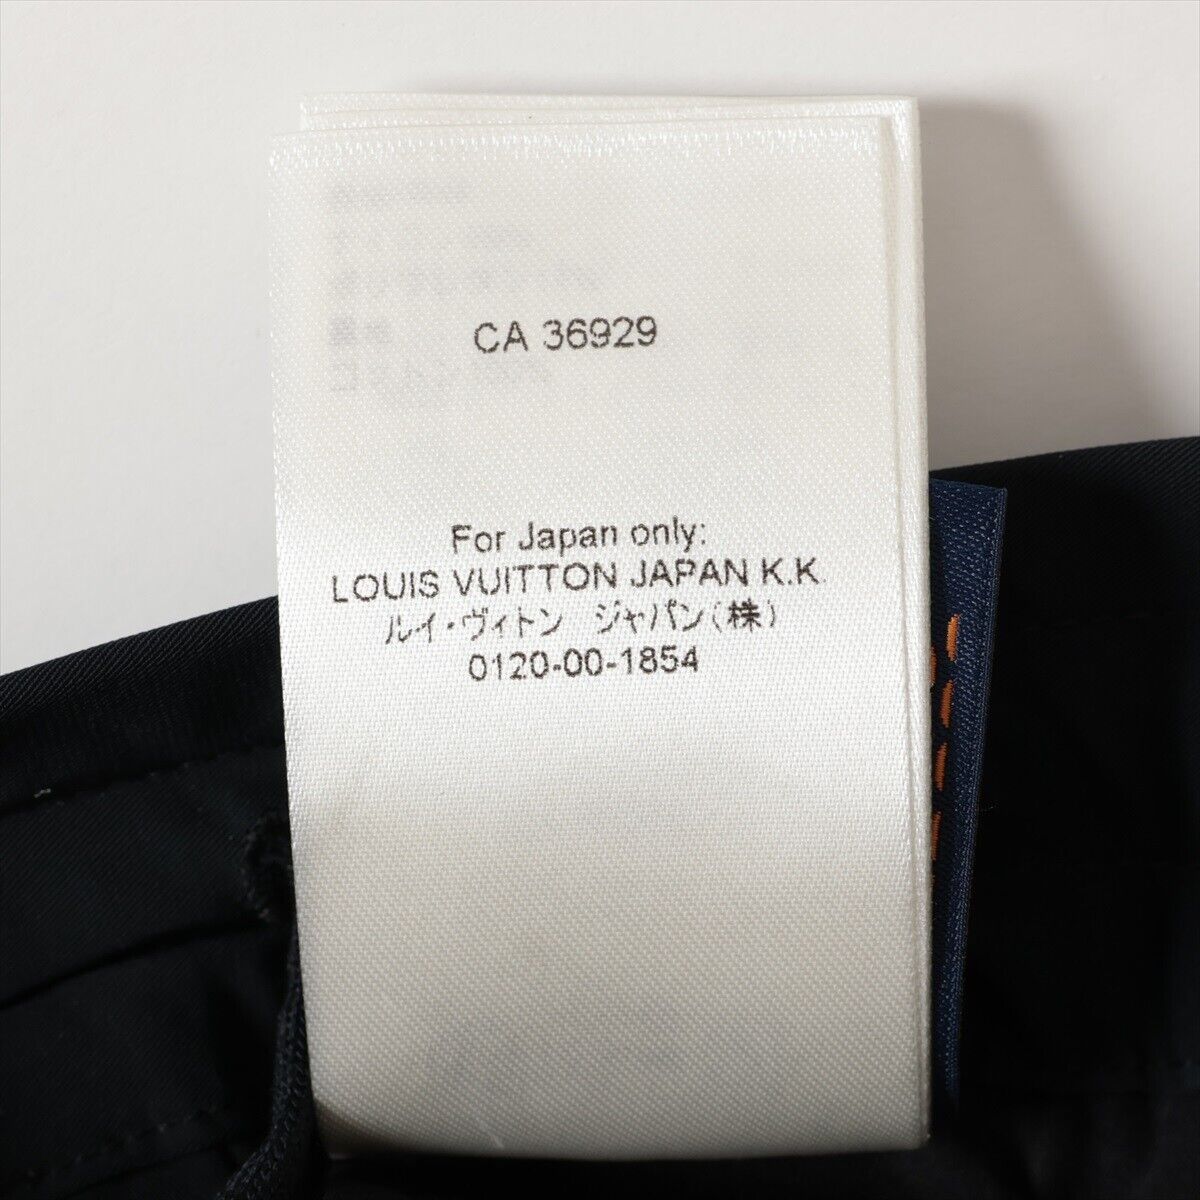 CA 36929
For Japan only:
LOUIS VUITTON JAPAN K.K.
ルイ・ヴィトン ジャパン(株)
0120-00-1854